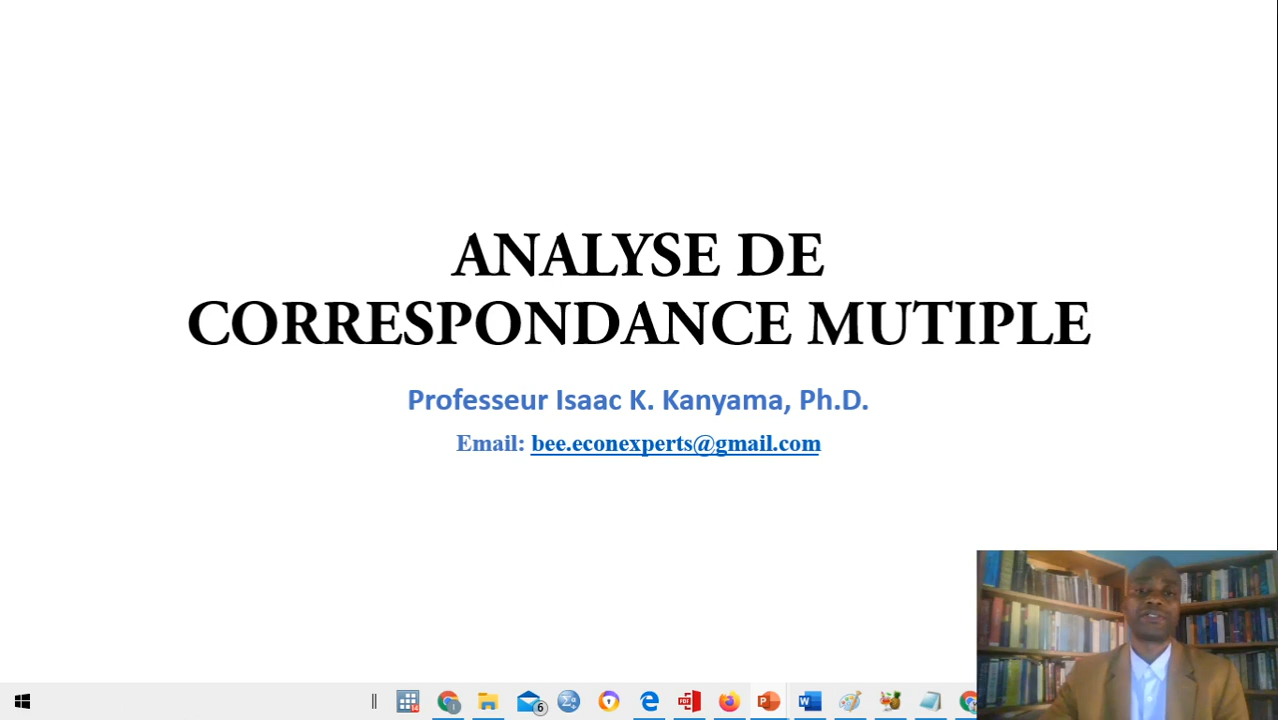 ANALYSE DE
CORRESPONDANCE MUTIPLE
Professeur Isaac K. Kanyama, Ph.D.
Email: bee.econexperts@gmail.com